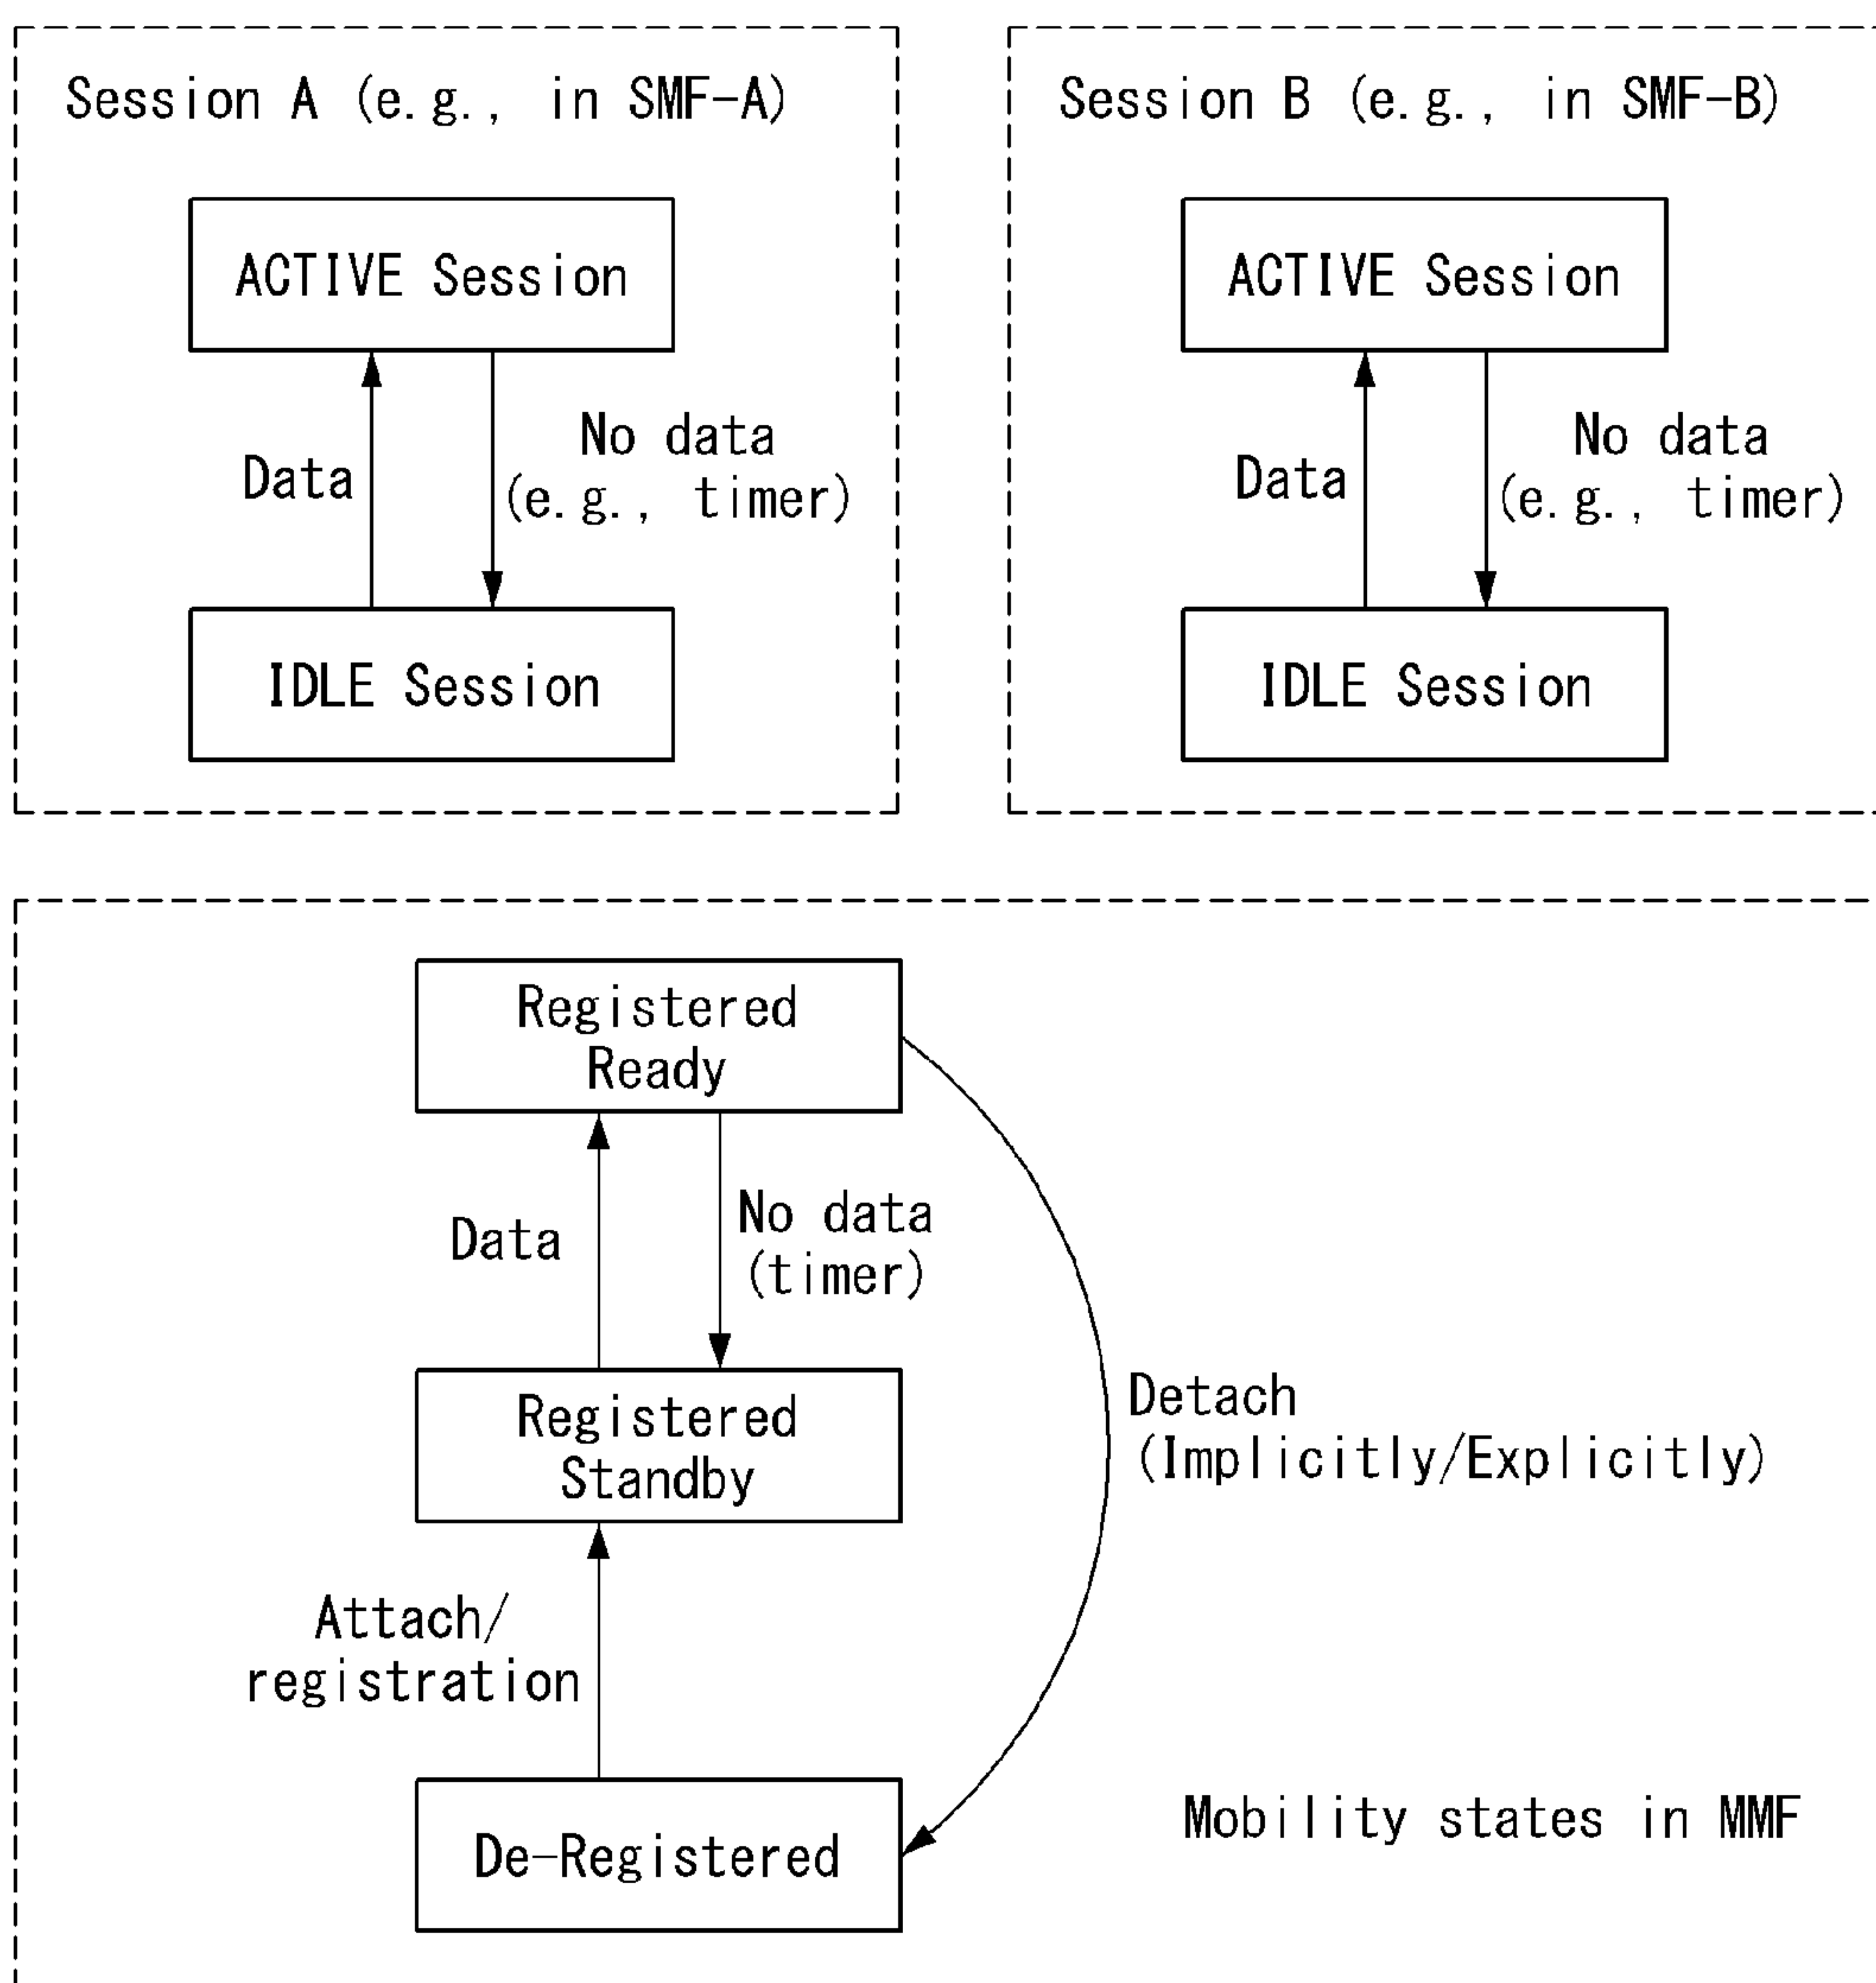 Session A (e.g., in SMF-A)
ACTIVE Session
Data
No data
(e.g., timer)
IDLE Session
Session B (e.g., in SMF-B)
ACTIVE Session
Data
No data
(e.g., timer)
IDLE Session
Registered
Ready
Data
No data
(timer)
Registered
Standby
Detach
(Implicitly/Explicitly)
Attach/
registration
De-Registered
Mobility states in MMF